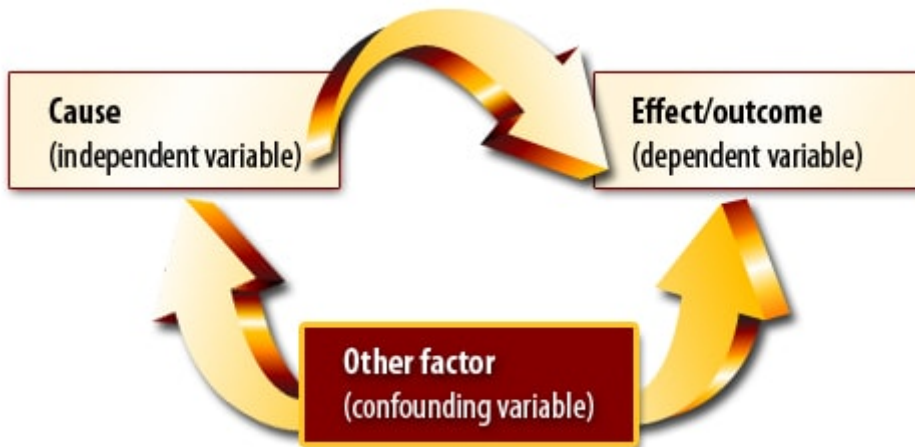 Cause
(independent variable)
Effect/outcome
(dependent variable)
Other factor
(confounding variable)